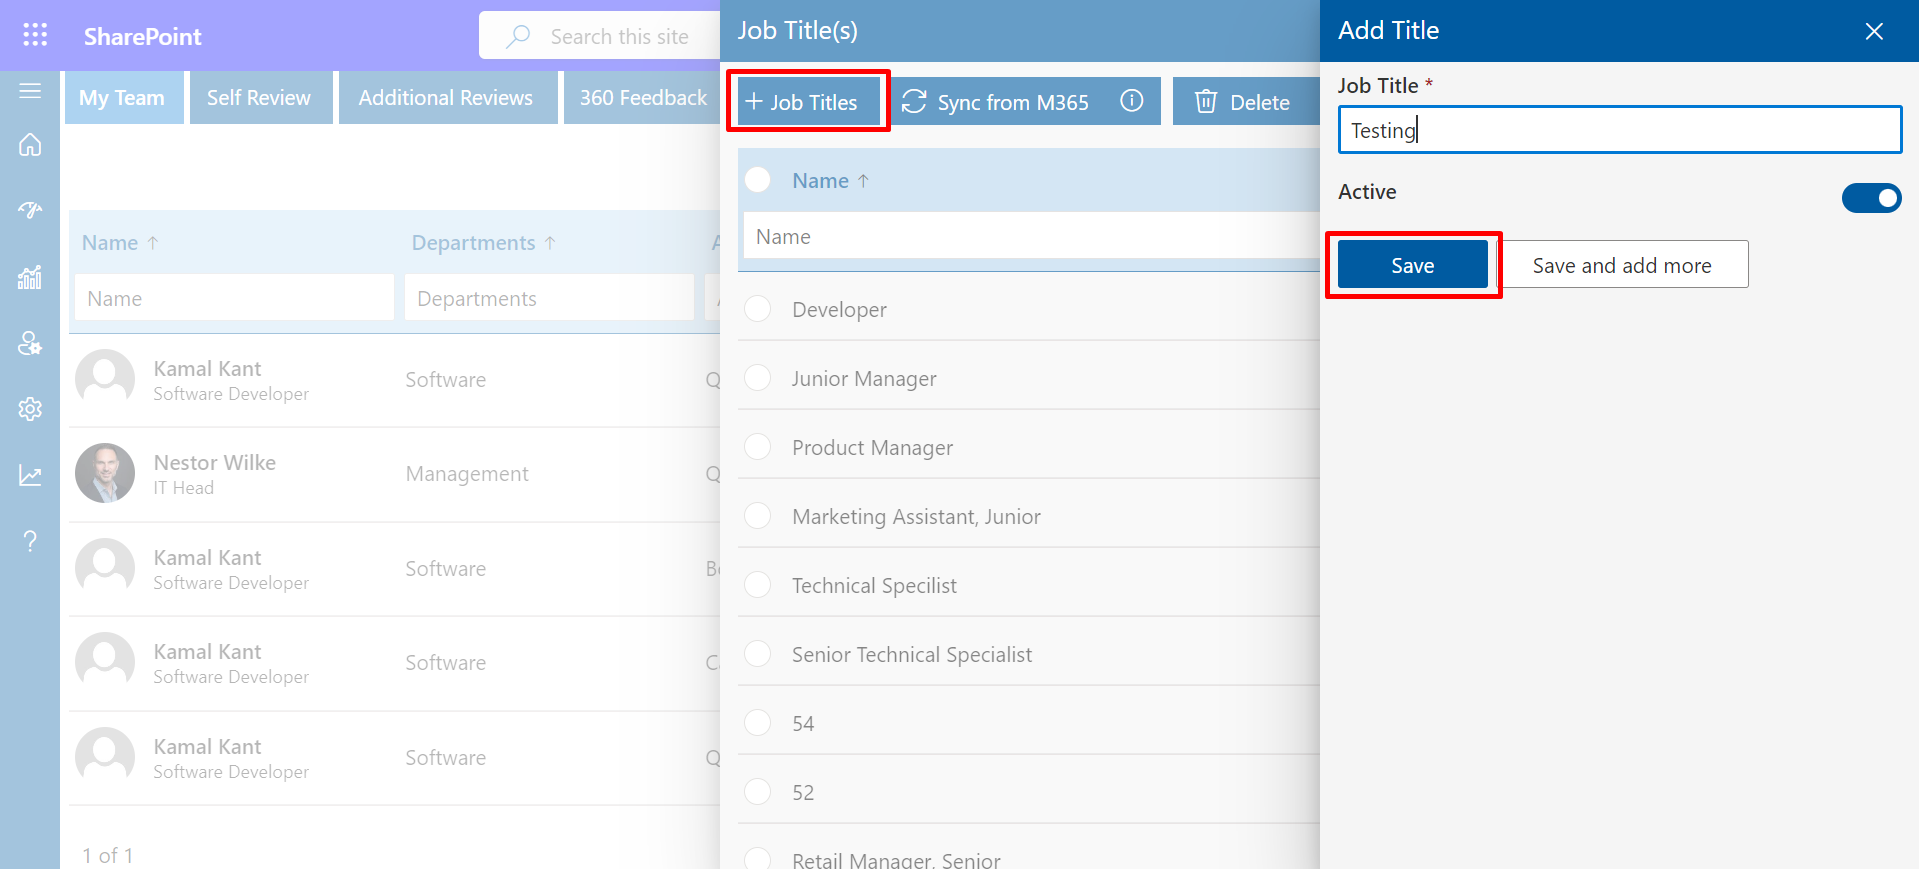 SharePoint
Search this site
My Team
Self Review
Additional Reviews
360 Feedback
Name ↑
Departments ↑
Name
Departments
Kamal Kant
Software Developer
Software
Nestor Wilke
IT Head
Management
Kamal Kant
Software Developer
Software
Kamal Kant
Software Developer
Software
Kamal Kant
Software Developer
Software
1 of 1
Job Title(s)
+ Job Titles
Sync from M365
Delete
Name ↑
Name
Developer
Junior Manager
Product Manager
Marketing Assistant, Junior
Technical Specilist
Senior Technical Specialist
54
52
Retail Manager, Senior
Add Title
Job Title *
Testing
Active
Save
Save and add more